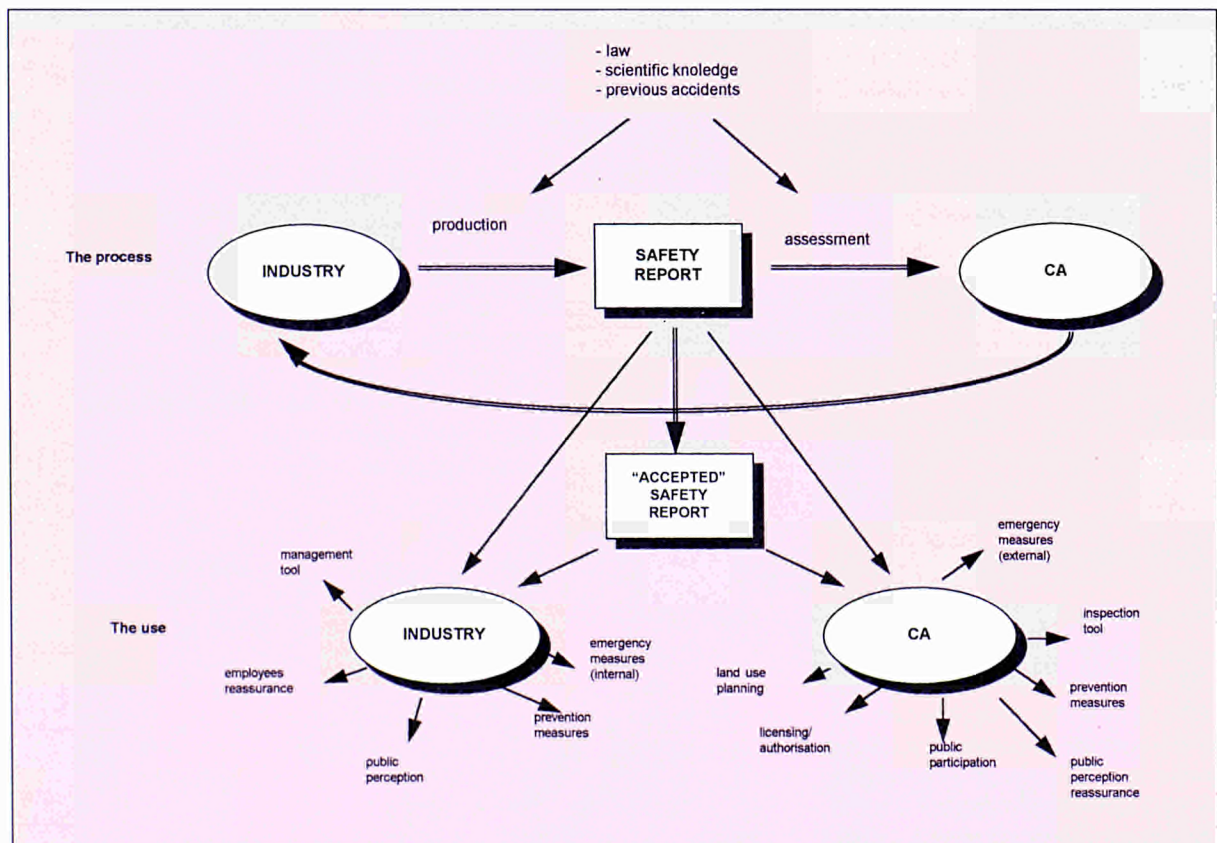 - law
- scientific knoledge
- previous accidents
production
The process
INDUSTRY
SAFETY
REPORT
assessment
CA
"ACCEPTED"
SAFETY
REPORT
management
tool
emergency
measures
(external)
The use
INDUSTRY
CA
inspection
tool
employees
reassurance
emergency
measures
(internal)
land use
planning
prevention
measures
public
perception
prevention
measures
licensing/
authorisation
public
participation
public
perception
reassurance